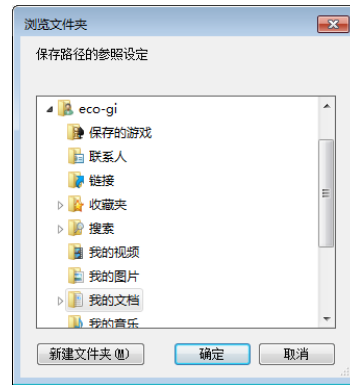 浏览文件夹
保存路径的参照设定
eco-gi
保存的游戏
联系人
链接
收藏夹
搜索
我的视频
我的图片
我的文档
我的音乐
新建文件夹(M) 确定 取消